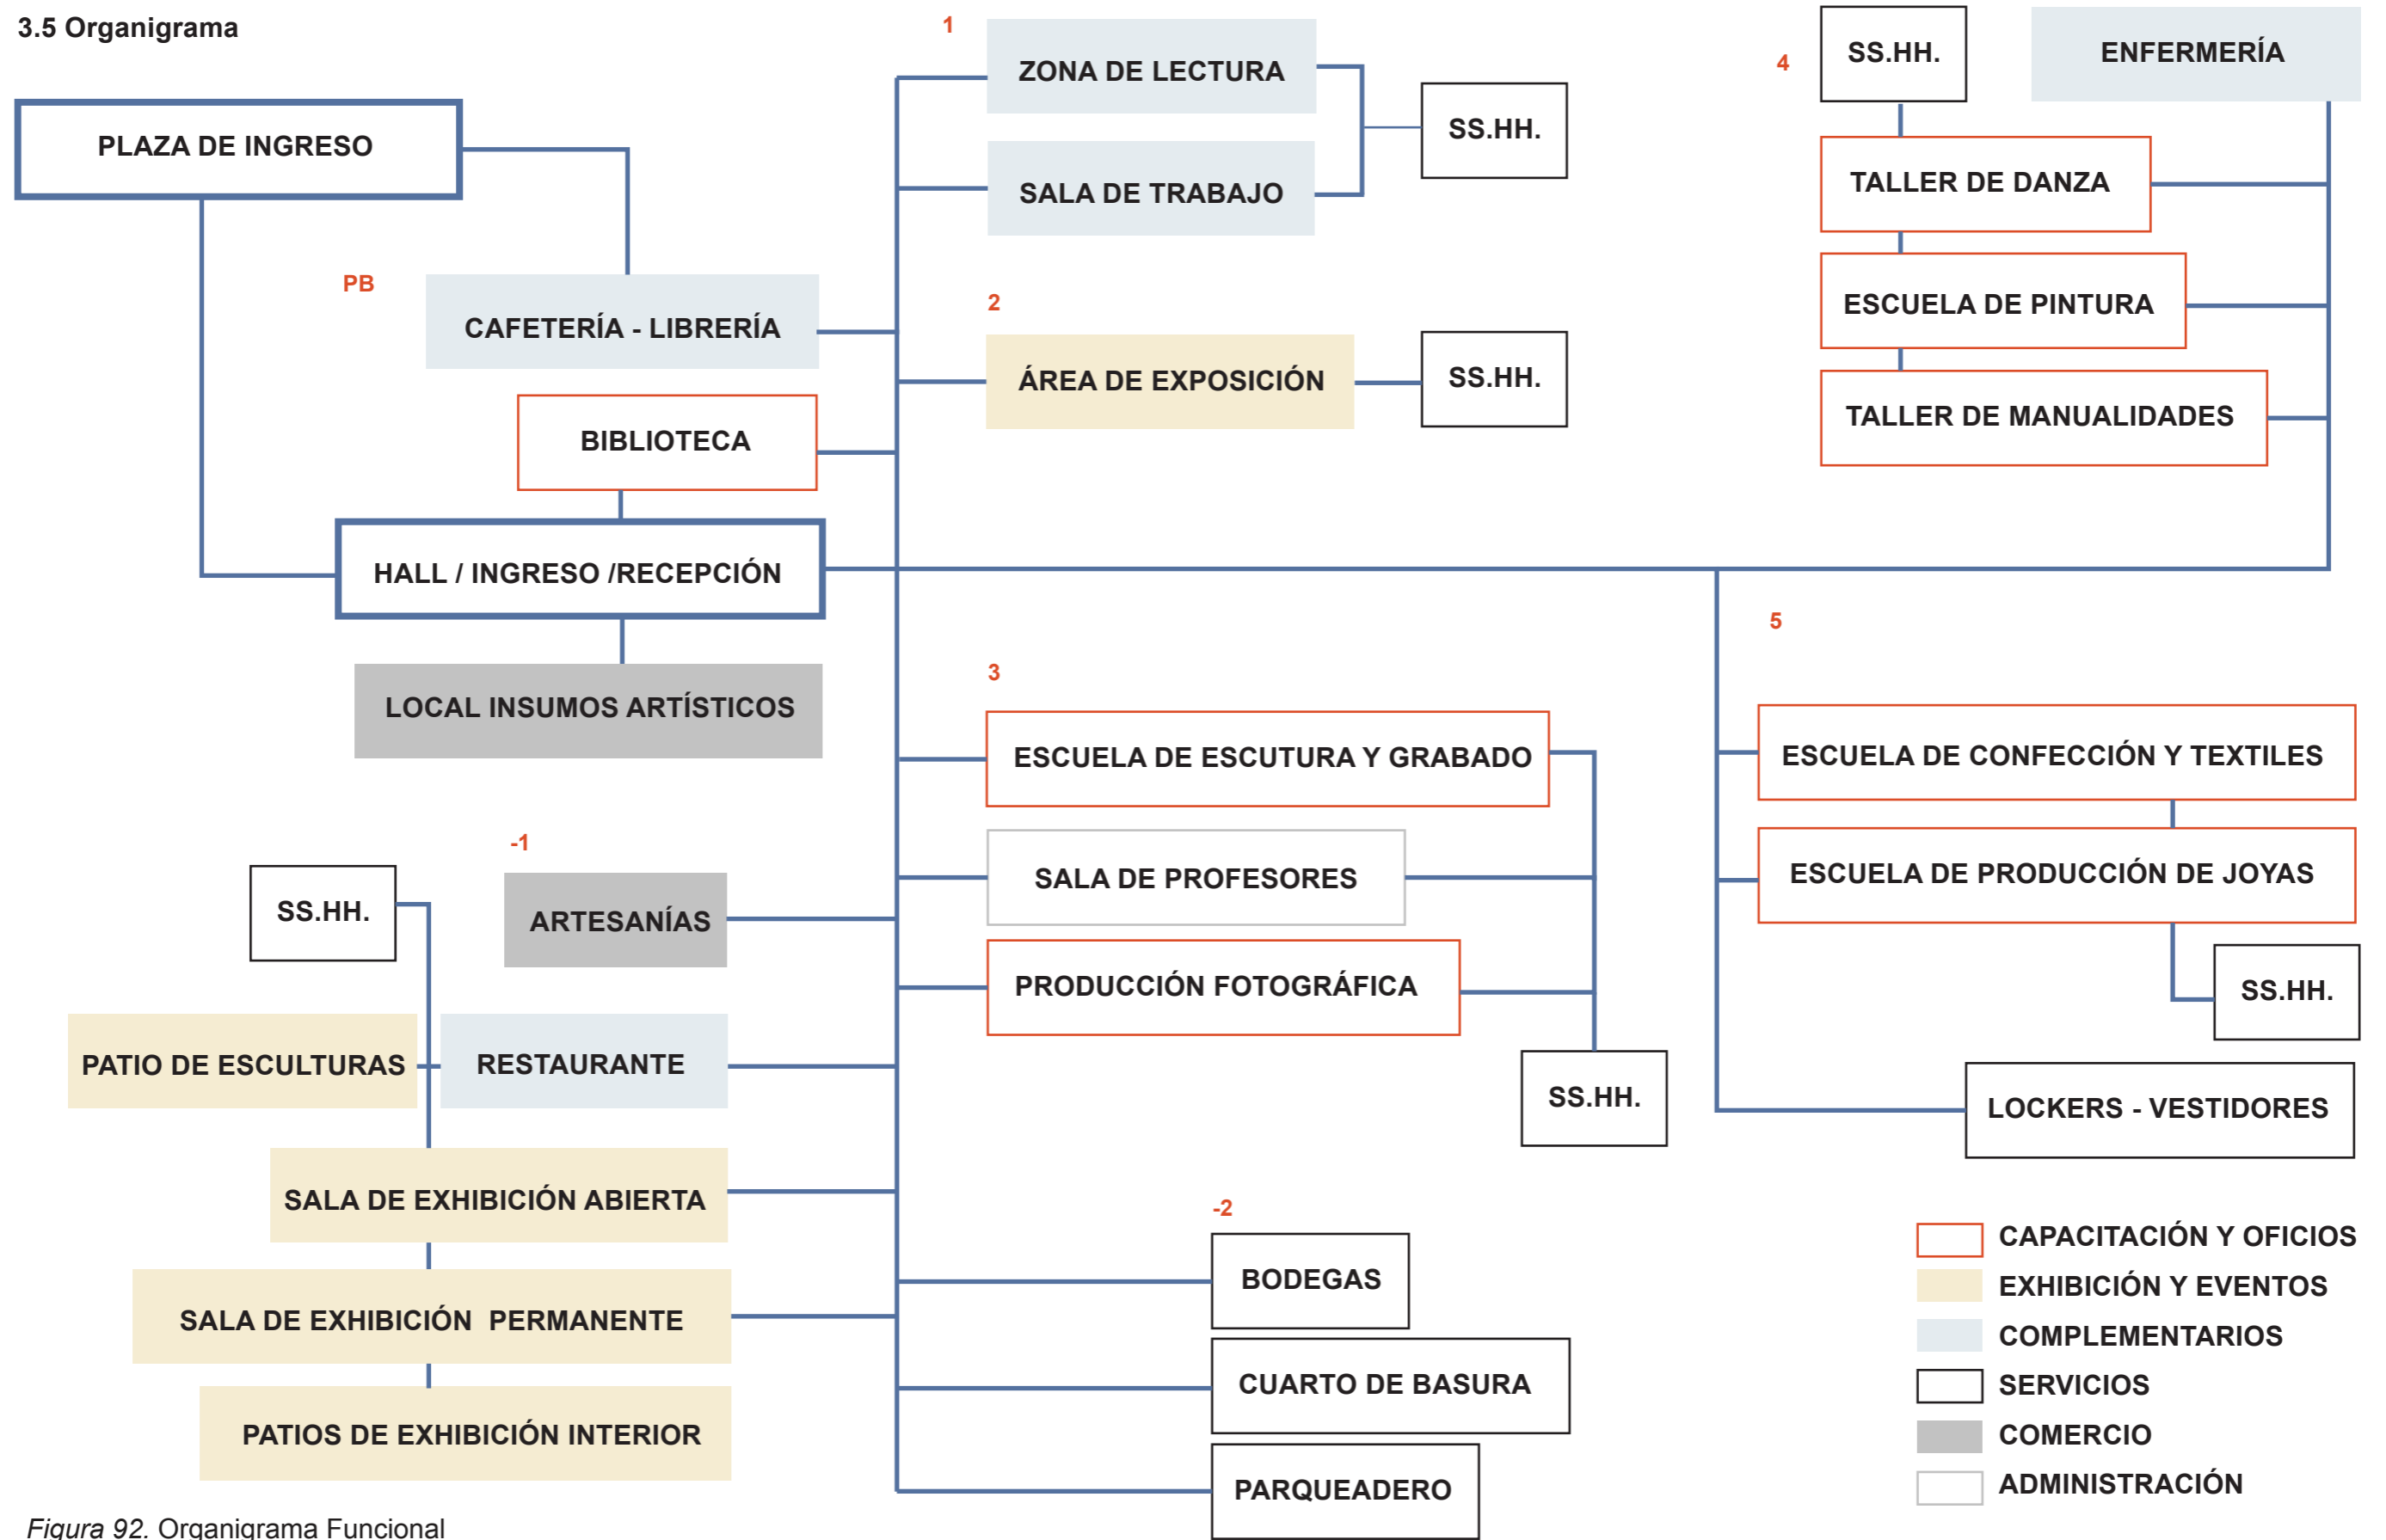 3.5 Organigrama
PLAZA DE INGRESO
PB
CAFETERÍA - LIBRERÍA
BIBLIOTECA
HALL / INGRESO /RECEPCIÓN
LOCAL INSUMOS ARTÍSTICOS
-1
SS.HH.
ARTESANÍAS
PATIO DE ESCULTURAS
RESTAURANTE
SALA DE EXHIBICIÓN ABIERTA
SALA DE EXHIBICIÓN PERMANENTE
PATIOS DE EXHIBICIÓN INTERIOR
1
ZONA DE LECTURA
SALA DE TRABAJO
SS.HH.
2
ÁREA DE EXPOSICIÓN
SS.HH.
3
ESCUELA DE ESCUTURA Y GRABADO
SALA DE PROFESORES
PRODUCCIÓN FOTOGRÁFICA
SS.HH.
-2
BODEGAS
CUARTO DE BASURA
PARQUEADERO
4
SS.HH.
ENFERMERÍA
TALLER DE DANZA
ESCUELA DE PINTURA
TALLER DE MANUALIDADES
5
ESCUELA DE CONFECCIÓN Y TEXTILES
ESCUELA DE PRODUCCIÓN DE JOYAS
SS.HH.
LOCKERS - VESTIDORES
CAPACITACIÓN Y OFICIOS
EXHIBICIÓN Y EVENTOS
COMPLEMENTARIOS
SERVICIOS
COMERCIO
ADMINISTRACIÓN
Figura 92. Organigrama Funcional